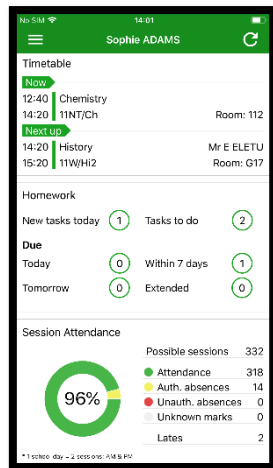 No SIM 14:01
Sophie ADAMS
Timetable
Now
12:40 Chemistry
14:20 11NT/Ch Room: 112
Next up
14:20 History Mr E ELETU
15:20 11W/Hi2 Room: G17
Homework
New tasks today 1 Tasks to do 2
Due
Today 0 Within 7 days 1
Tomorrow 0 Extended 0
Session Attendance
Possible sessions 332
Attendance 318
Auth. absences 14
96%
Unauth. absences 0
Unknown marks 0
Lates 2
* 1 school day = 2 sessions: AM & PM